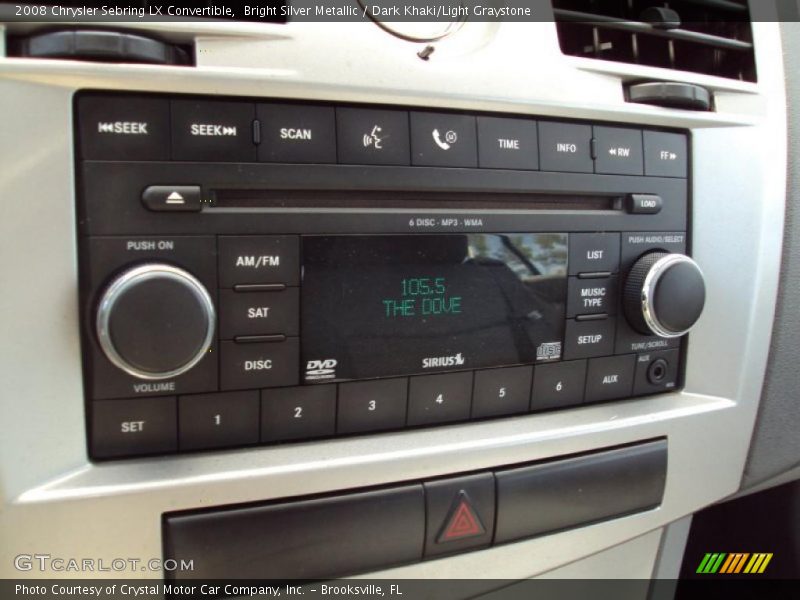 2008 Chrysler Sebring LX Convertible,  Bright Silver Metallic / Dark Khaki/Light Graystone
SEEK
SEEK
SCAN
TIME
INFO
RW
FF
LOAD
6 DISC - MP3 - WMA
PUSH ON
AM/FM
SAT
DISC
VOLUME
105.5
THE DOVE
DVD
SIRIUS
LIST
MUSIC
TYPE
SETUP
PUSH AUDIO/SELECT
TUNE/SCROLL
AUX
SET
1
2
3
4
5
6
AUX
GTCARLOT.COM
Photo Courtesy of Crystal Motor Car Company, Inc. – Brooksville, FL